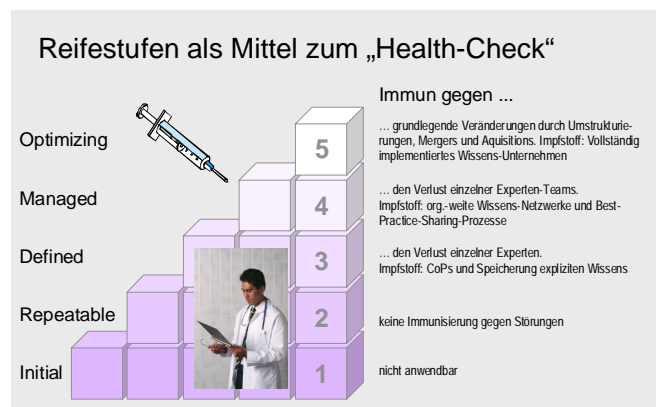 Reifestufen als Mittel zum „Health-Check“
Immun gegen ...
Optimizing
5
... grundlegende Veränderungen durch Umstrukturie-
rungen, Mergers und Aquisitions. Impfstoff: Vollständig
implementiertes Wissens-Unternehmen
Managed
4
... den Verlust einzelner Experten-Teams.
Impfstoff: org.-weite Wissens-Netzwerke und Best-
Practice-Sharing-Prozesse
Defined
3
... den Verlust einzelner Experten.
Impfstoff: CoPs und Speicherung expliziten Wissens
Repeatable
2
keine Immunisierung gegen Störungen
Initial
1
nicht anwendbar